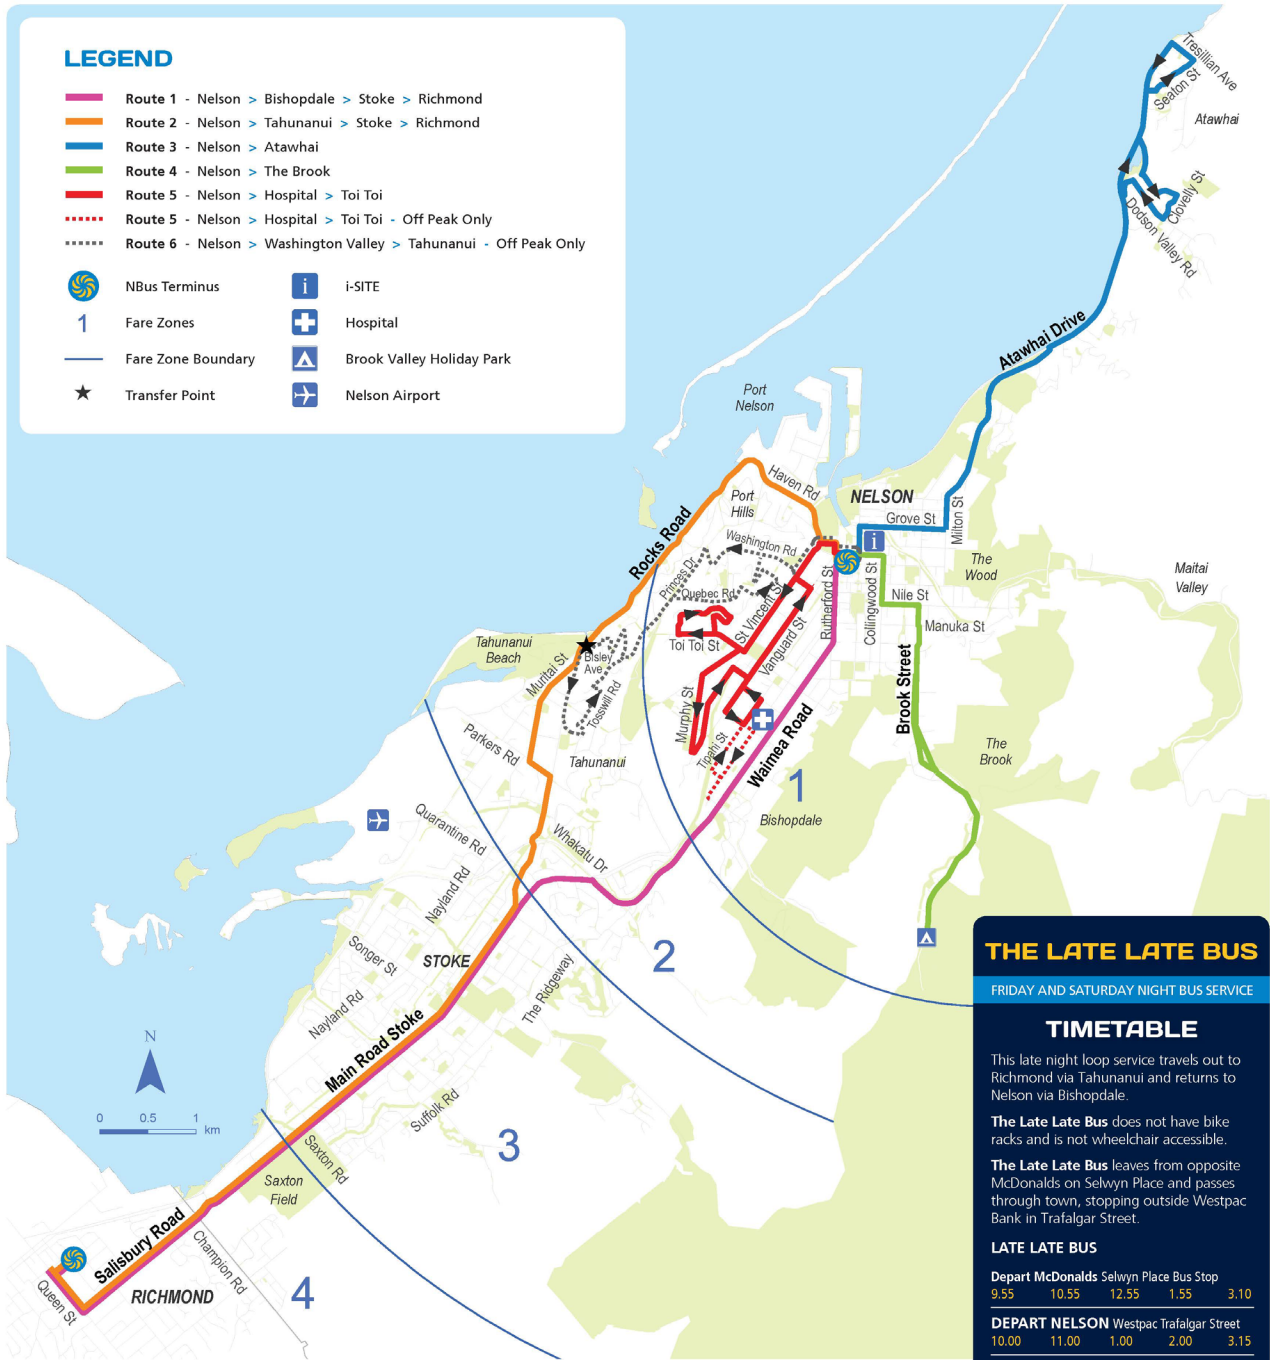 LEGEND
Route 1 - Nelson > Bishopdale > Stoke > Richmond
Route 2 - Nelson > Tahunanui > Stoke > Richmond
Route 3 - Nelson > Atawhai
Route 4 - Nelson > The Brook
Route 5 - Nelson > Hospital > Toi Toi
Route 5 - Nelson > Hospital > Toi Toi - Off Peak Only
Route 6 - Nelson > Washington Valley > Tahunanui - Off Peak Only
NBus Terminus
i i-SITE
1 Fare Zones
Hospital
Fare Zone Boundary
Brook Valley Holiday Park
Transfer Point
Nelson Airport
Tresillian Ave
Seaton St
Atawhai
Clovelly St
Dodson Valley Rd
Atawhai Drive
Port
Nelson
Haven Rd
NELSON
Port
Hills
Grove St
Milton St
Rocks Road
Washington Rd
i
The
Wood
Maitai
Valley
Princes Dr
Quebec Rd
St Vincent St
Rutherford St
Collingwood St
Nile St
Manuka St
Tahunanui
Beach
Bisley
Ave
Toi Toi St
Vanguard St
Muritai St
Tosswill Rd
Murphy St
Brook Street
Parkers Rd
Tahunanui
Tipahi St
Waimea Road
The
Brook
1
Bishopdale
Quarantine Rd
Whakatu Dr
Nayland Rd
Songer St
STOKE
2
The Ridgeway
Nayland Rd
Main Road Stoke
N
0 0.5 1
km
Suffolk Rd
3
Saxton Rd
Saxton
Field
Salisbury Road
Champion Rd
Queen St
RICHMOND
4
THE LATE LATE BUS
FRIDAY AND SATURDAY NIGHT BUS SERVICE
TIMETABLE
This late night loop service travels out to
Richmond via Tahunanui and returns to
Nelson via Bishopdale.
The Late Late Bus does not have bike
racks and is not wheelchair accessible.
The Late Late Bus leaves from opposite
McDonalds on Selwyn Place and passes
through town, stopping outside Westpac
Bank in Trafalgar Street.
LATE LATE BUS
Depart McDonalds Selwyn Place Bus Stop
9.55 10.55 12.55 1.55 3.10
DEPART NELSON Westpac Trafalgar Street
10.00 11.00 1.00 2.00 3.15